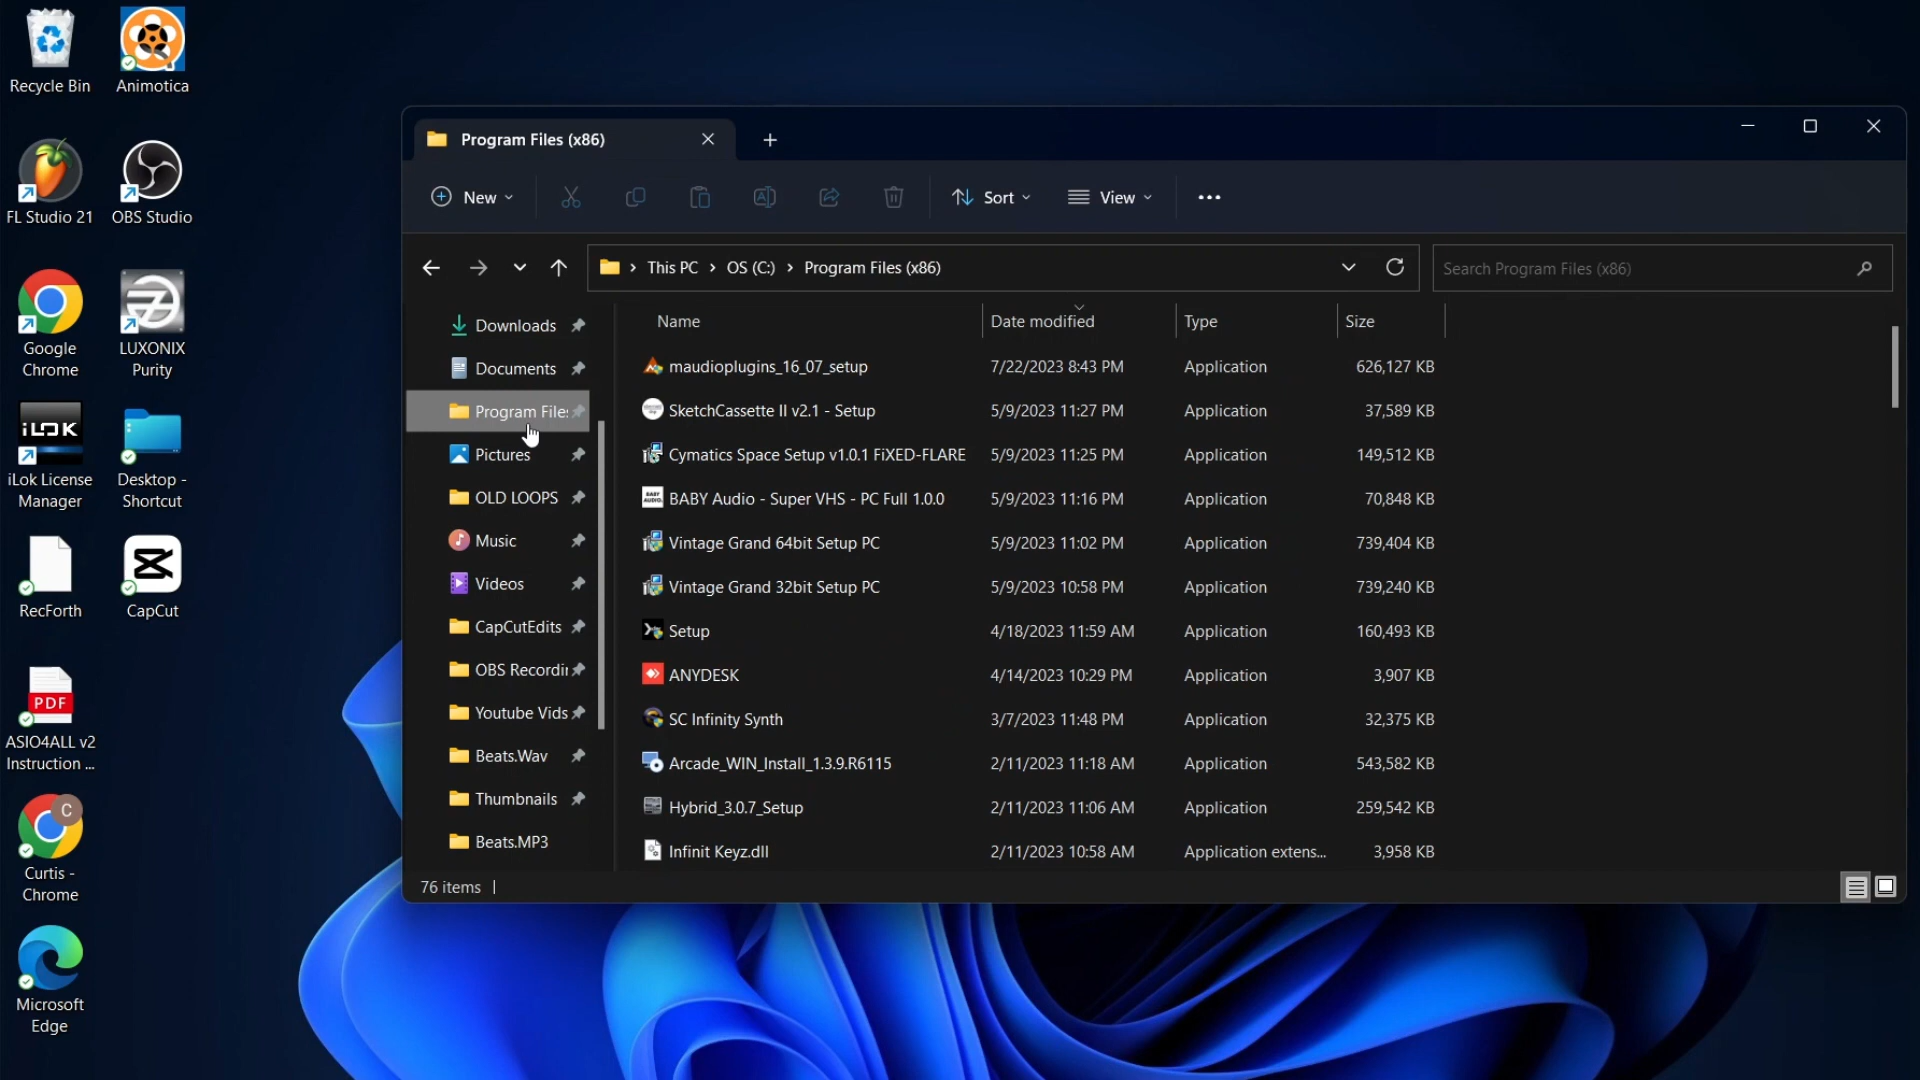 Recycle Bin
Animotica
FL Studio 21
OBS Studio
Google
Chrome
LUXONIX
Purity
iLOK
iLok License
Manager
Desktop -
Shortcut
RecForth
CapCut
PDF
ASIO4ALL v2
Instruction ...
C
Curtis -
Chrome
Microsoft
Edge
Program Files (x86)
New
Sort
View
This PC > OS (C:) > Program Files (x86)
Search Program Files (x86)
Downloads
Documents
Program Files
Pictures
OLD LOOPS
Music
Videos
CapCutEdits
OBS Recordin
Youtube Vids
Beats.Wav
Thumbnails
Beats.MP3
Name Date modified Type Size
maudioplugins_16_07_setup 7/22/2023 8:43 PM Application 626,127 KB
SketchCassette II v2.1 - Setup 5/9/2023 11:27 PM Application 37,589 KB
Cymatics Space Setup v1.0.1 FiXED-FLARE 5/9/2023 11:25 PM Application 149,512 KB
BABY Audio - Super VHS - PC Full 1.0.0 5/9/2023 11:16 PM Application 70,848 KB
Vintage Grand 64bit Setup PC 5/9/2023 11:02 PM Application 739,404 KB
Vintage Grand 32bit Setup PC 5/9/2023 10:58 PM Application 739,240 KB
Setup 4/18/2023 11:59 AM Application 160,493 KB
ANYDESK 4/14/2023 10:29 PM Application 3,907 KB
SC Infinity Synth 3/7/2023 11:48 PM Application 32,375 KB
Arcade_WIN_Install_1.3.9.R6115 2/11/2023 11:18 AM Application 543,582 KB
Hybrid_3.0.7_Setup 2/11/2023 11:06 AM Application 259,542 KB
Infinit Keyz.dll 2/11/2023 10:58 AM Application extens... 3,958 KB
76 items